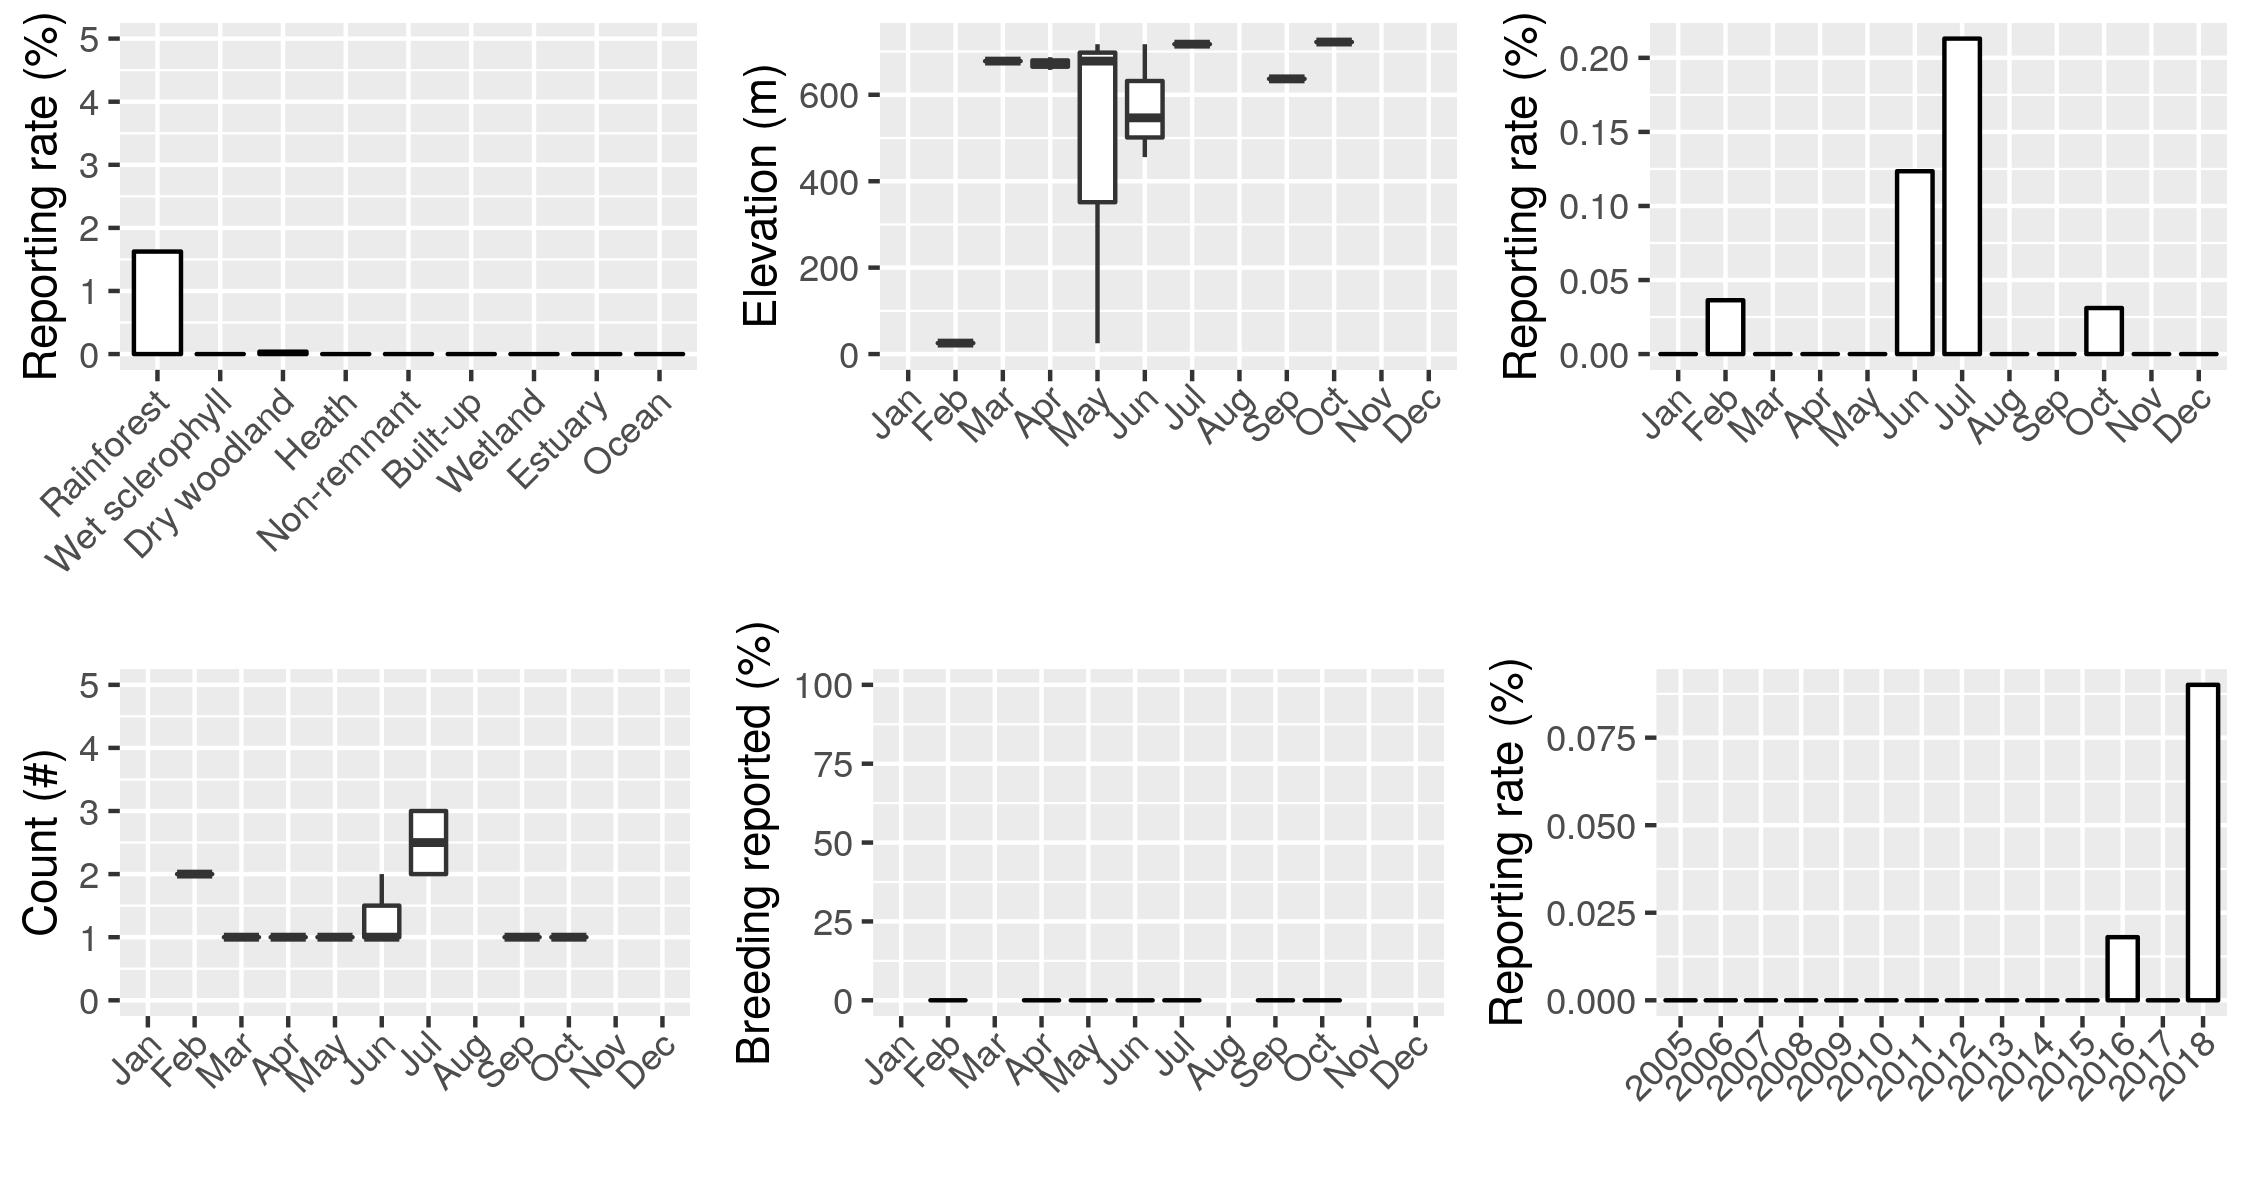 Reporting rate (%)
5
4
3
2
1
0
Rainforest
Wet sclerophyll
Dry woodland
Heath
Non-remnant
Built-up
Wetland
Estuary
Ocean
Elevation (m)
600
400
200
0
Jan
Feb
Mar
Apr
May
Jun
Jul
Aug
Sep
Oct
Nov
Dec
Reporting rate (%)
0.20
0.15
0.10
0.05
0.00
Jan
Feb
Mar
Apr
May
Jun
Jul
Aug
Sep
Oct
Nov
Dec
Count (#)
5
4
3
2
1
0
Jan
Feb
Mar
Apr
May
Jun
Jul
Aug
Sep
Oct
Nov
Dec
Breeding reported (%)
100
75
50
25
0
Jan
Feb
Mar
Apr
May
Jun
Jul
Aug
Sep
Oct
Nov
Dec
Reporting rate (%)
0.075
0.050
0.025
0.000
2005
2006
2007
2008
2009
2010
2011
2012
2013
2014
2015
2016
2017
2018